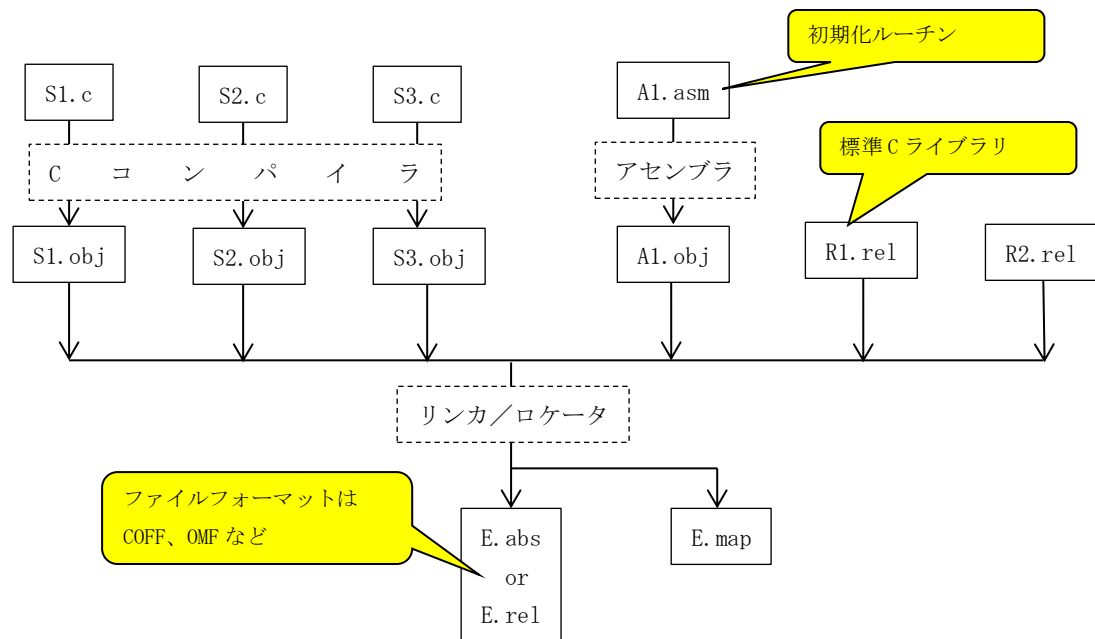 初期化ルーチン
S1.c
S2.c
S3.c
A1.asm
標準Cライブラリ
Cコンパイラ
アセンブラ
S1.obj
S2.obj
S3.obj
A1.obj
R1.rel
R2.rel
リンカ／ロケータ
ファイルフォーマットは
COFF、OMFなど
E.abs
or
E.rel
E.map